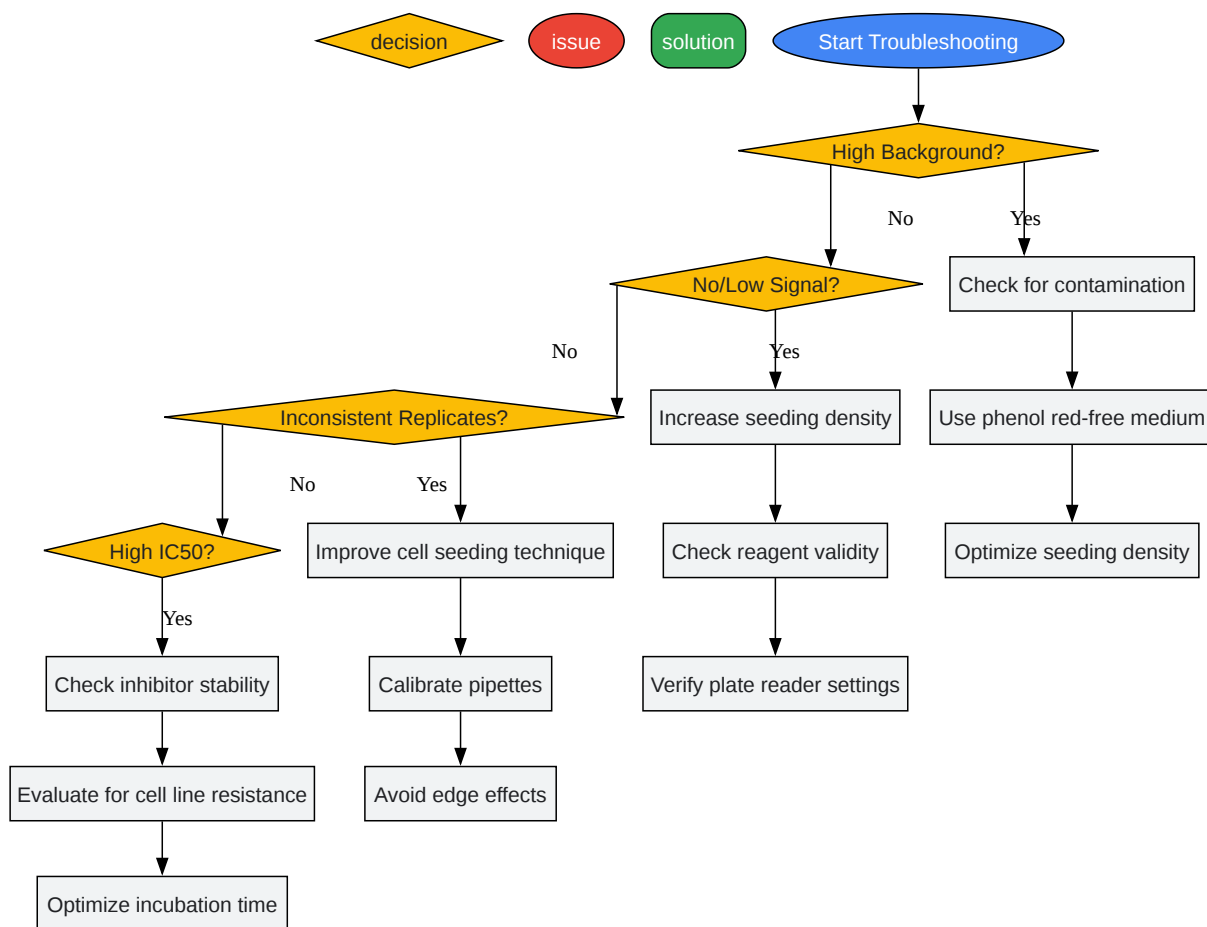 decision
issue
solution
Start Troubleshooting
High Background?
No
Yes
No/Low Signal?
Check for contamination
No
Yes
Inconsistent Replicates?
Increase seeding density
Use phenol red-free medium
No
Yes
High IC50?
Improve cell seeding technique
Check reagent validity
Optimize seeding density
Yes
Check inhibitor stability
Calibrate pipettes
Verify plate reader settings
Evaluate for cell line resistance
Avoid edge effects
Optimize incubation time